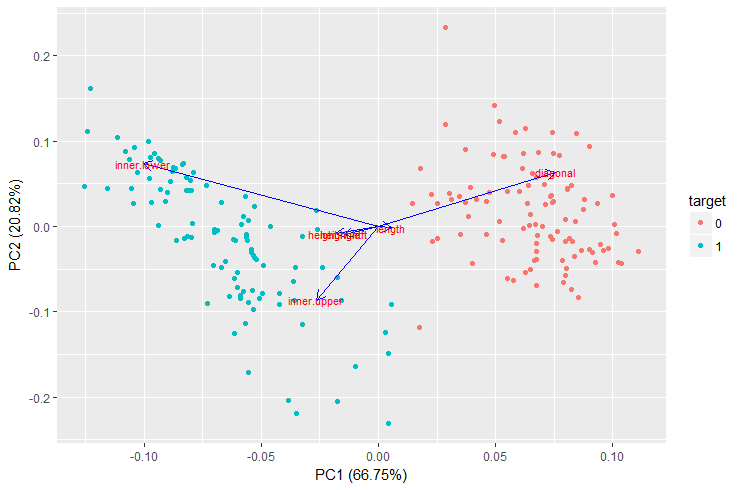 0.2
0.1
0.0
-0.1
-0.2
PC2 (20.82%)
inner.lower
diagonal
length
inner.upper
-0.10
-0.05
0.00
0.05
0.10
PC1 (66.75%)
target
0
1